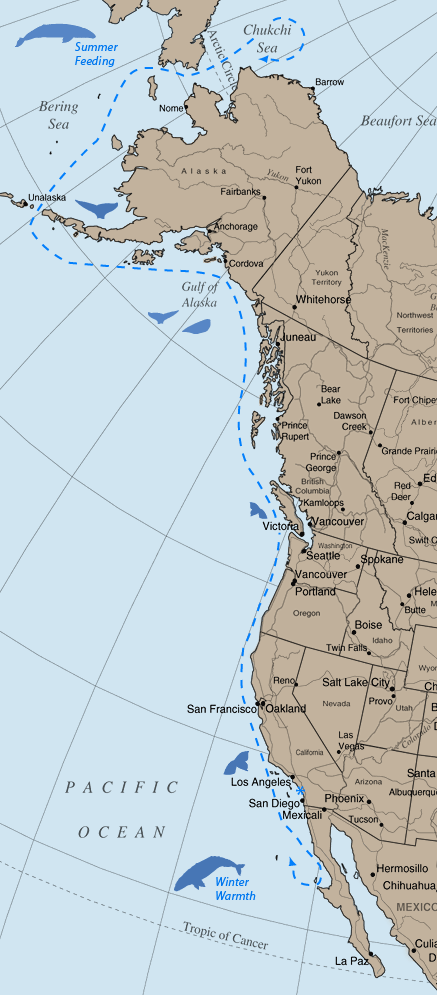 Chukchi
Sea
Summer
Feeding
Arctic Circle
Barrow
Bering
Sea
Nome
Beaufort Sea
Alaska
Yukon
Fort
Yukon
Fairbanks
Unalaska
Anchorage
Cordova
Mackenzie
Yukon
Territory
Gulf of
Alaska
Whitehorse
Northwest
Territories
Juneau
Bear
Lake
Fort Chipe
Dawson
Creek
Alber
Prince
Rupert
Grande Prairi
Prince
George
British
Columbia
Red
Deer
Ed
Kamloops
Calgar
Victoria
Vancouver
Swift C
Washington
Seattle
Spokane
Vancouver
Portland
Hele
Butte
Oregon
Boise
Idaho
Twin Falls
Wyo
Reno
Salt Lake City
Ch
Provo
Utah
San Francisco
Oakland
Nevada
Las
Vegas
Colorado
California
Los Angeles
Arizona
Santa
PACIFIC
OCEAN
San Diego
Phoenix
Albuquerque
Mexicali
Tucson
Hermosillo
Winter
Warmth
Chihuahua
MEXICO
Tropic of Cancer
La Paz
Culia
D